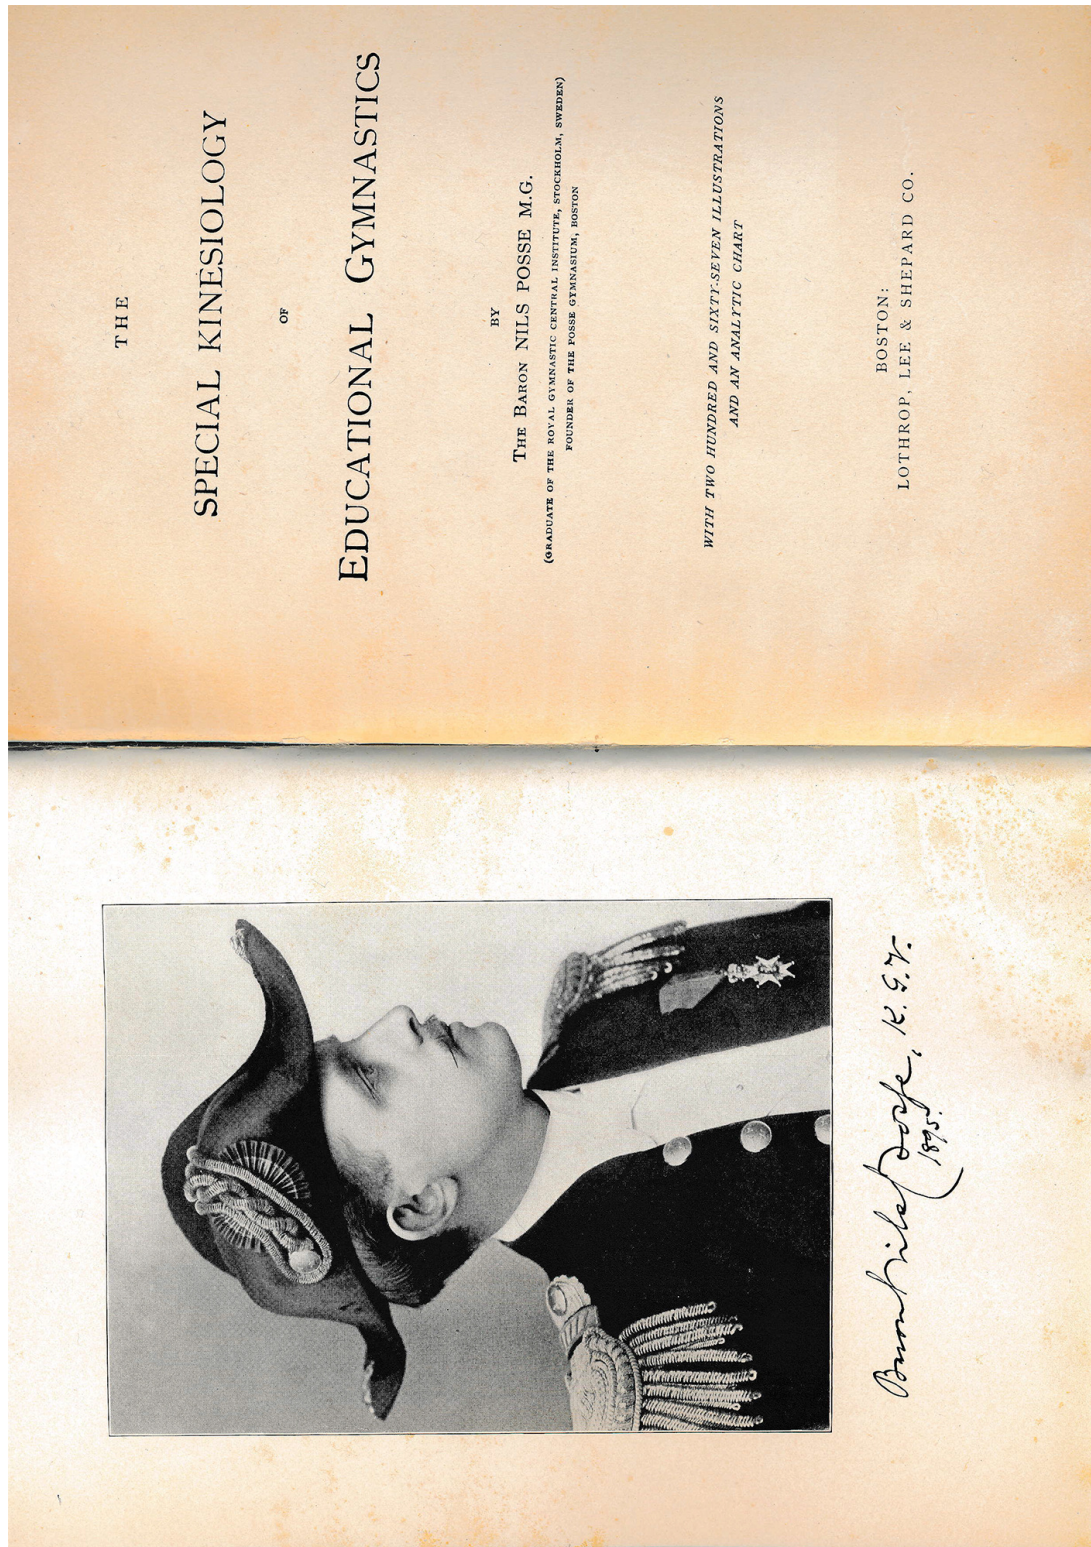 Baron Nils Posse, K. G. V.
1895.
THE
SPECIAL KINESIOLOGY
OF
EDUCATIONAL GYMNASTICS
BY
THE BARON NILS POSSE M.G.
(GRADUATE OF THE ROYAL GYMNASTIC CENTRAL INSTITUTE, STOCKHOLM, SWEDEN)
FOUNDER OF THE POSSE GYMNASIUM, BOSTON
WITH TWO HUNDRED AND SIXTY-SEVEN ILLUSTRATIONS
AND AN ANALYTIC CHART
BOSTON:
LOTHROP, LEE & SHEPARD CO.